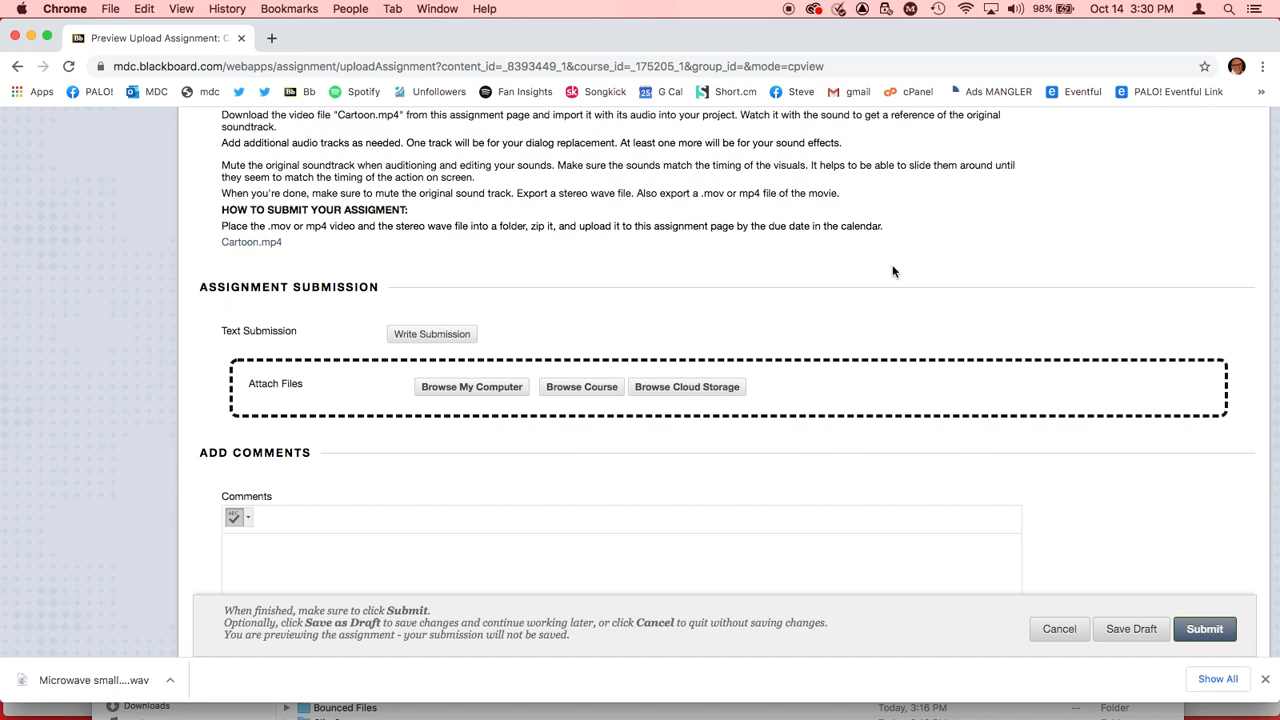 Chrome File Edit View History Bookmarks People Tab Window Help 98% Oct 14 3:30 PM
Preview Upload Assignment: C
mdc.blackboard.com/webapps/assignment/uploadAssignment?content_id=_8393449_1&course_id=_175205_1&group_id=&mode=cpview
Apps PALO! MDC mdc Bb Spotify Unfollowers Fan Insights Songkick G Cal Short.cm Steve gmail cPanel Ads MANGLER Eventful PALO! Eventful Link »
Download the video file "Cartoon.mp4" from this assignment page and import it with its audio into your project. Watch it with the sound to get a reference of the original
soundtrack.
Add additional audio tracks as needed. One track will be for your dialog replacement. At least one more will be for your sound effects.
Mute the original soundtrack when auditioning and editing your sounds. Make sure the sounds match the timing of the visuals. It helps to be able to slide them around until
they seem to match the timing of the action on screen.
When you're done, make sure to mute the original sound track. Export a stereo wave file. Also export a .mov or mp4 file of the movie.
HOW TO SUBMIT YOUR ASSIGMENT:
Place the .mov or mp4 video and the stereo wave file into a folder, zip it, and upload it to this assignment page by the due date in the calendar.
Cartoon.mp4
ASSIGNMENT SUBMISSION
Text Submission Write Submission
Attach Files Browse My Computer Browse Course Browse Cloud Storage
ADD COMMENTS
Comments
ABC
When finished, make sure to click Submit.
Optionally, click Save as Draft to save changes and continue working later, or click Cancel to quit without saving changes.
You are previewing the assignment - your submission will not be saved.
Cancel Save Draft Submit
Microwave small....wav Show All
Downloads Bounced Files Today, 3:16 PM -- Folder